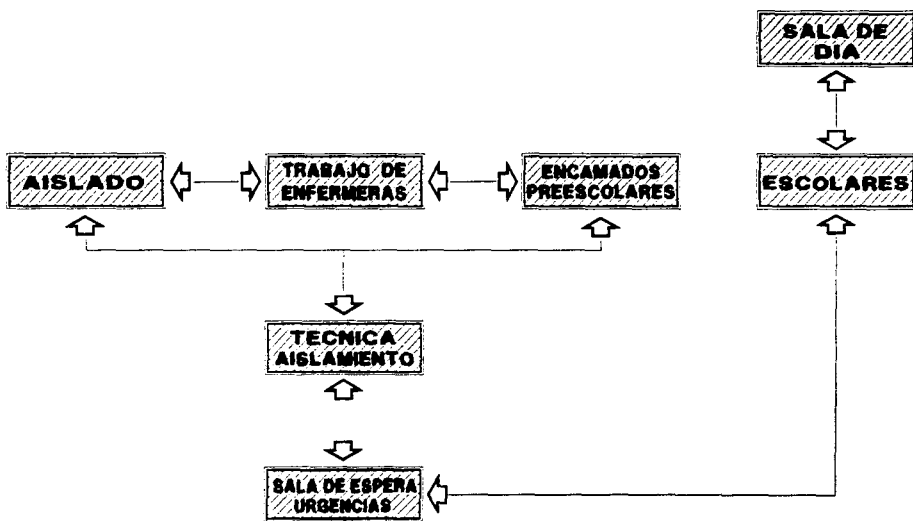 SALA DE
DIA
AISLADO
TRABAJO DE
ENFERMERAS
ENCAMADOS
PREESCOLARES
ESCOLARES
TECNICA
AISLAMIENTO
SALA DE ESPERA
URGENCIAS